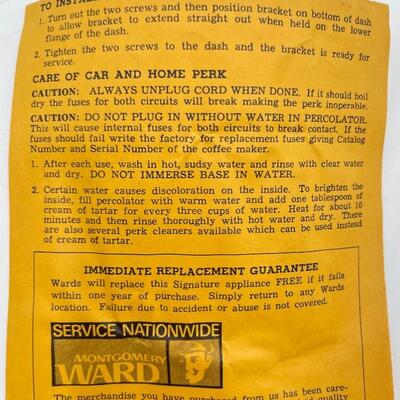 TO INSTALL
1. Turn out the two screws and then position bracket on bottom of dash
to allow bracket to extend straight out when held on the lower
flange of the dash.
2. Tighten the two screws to the dash and the bracket is ready for
service.
CARE OF CAR AND HOME PERK
CAUTION: ALWAYS UNPLUG CORD WHEN DONE. If it should boil
dry the fuses for both circuits will break making the perk inoperable.
CAUTION: DO NOT PLUG IN WITHOUT WATER IN PERCOLATOR.
This will cause internal fuses for both circuits to break contact. If the
fuses should fail write the factory for replacement fuses giving Catalog
Number and Serial Number of the coffee maker.
1. After each use, wash in hot, sudsy water and rinse with clear water
and dry. DO NOT IMMERSE BASE IN WATER.
2. Certain water causes discoloration on the inside. To brighten the
inside, fill percolator with warm water and add one tablespoon of
cream of tartar for every three cups of water. Heat for about 10
minutes and then rinse thoroughly with hot water and dry. There
are also several perk cleaners available which can be used instead
of cream of tartar.
IMMEDIATE REPLACEMENT GUARANTEE
Wards will replace this Signature appliance FREE if it fails
within one year of purchase. Simply return to any Wards
location. Failure due to accident or abuse is not covered.
SERVICE NATIONWIDE
MONTGOMERY
WARD
The merchandise you have purchased from us has been care-
quality